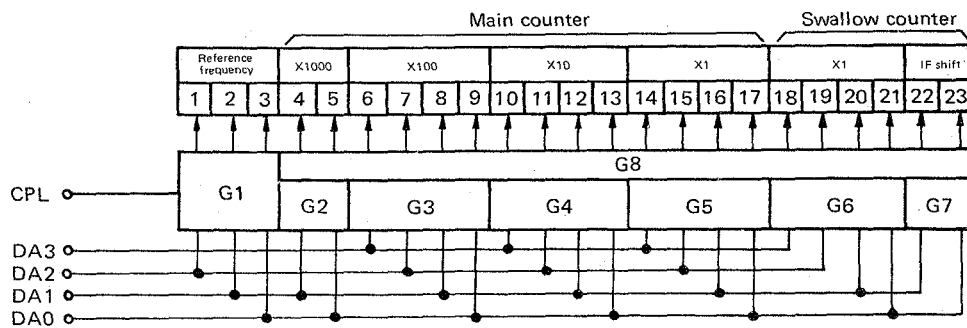 Main counter Swallow counter
Reference frequency X1000 X100 X10 X1 X1 IF shift
1 2 3 4 5 6 7 8 9 10 11 12 13 14 15 16 17 18 19 20 21 22 23
G8
CPL G1 G2 G3 G4 G5 G6 G7
DA3
DA2
DA1
DA0